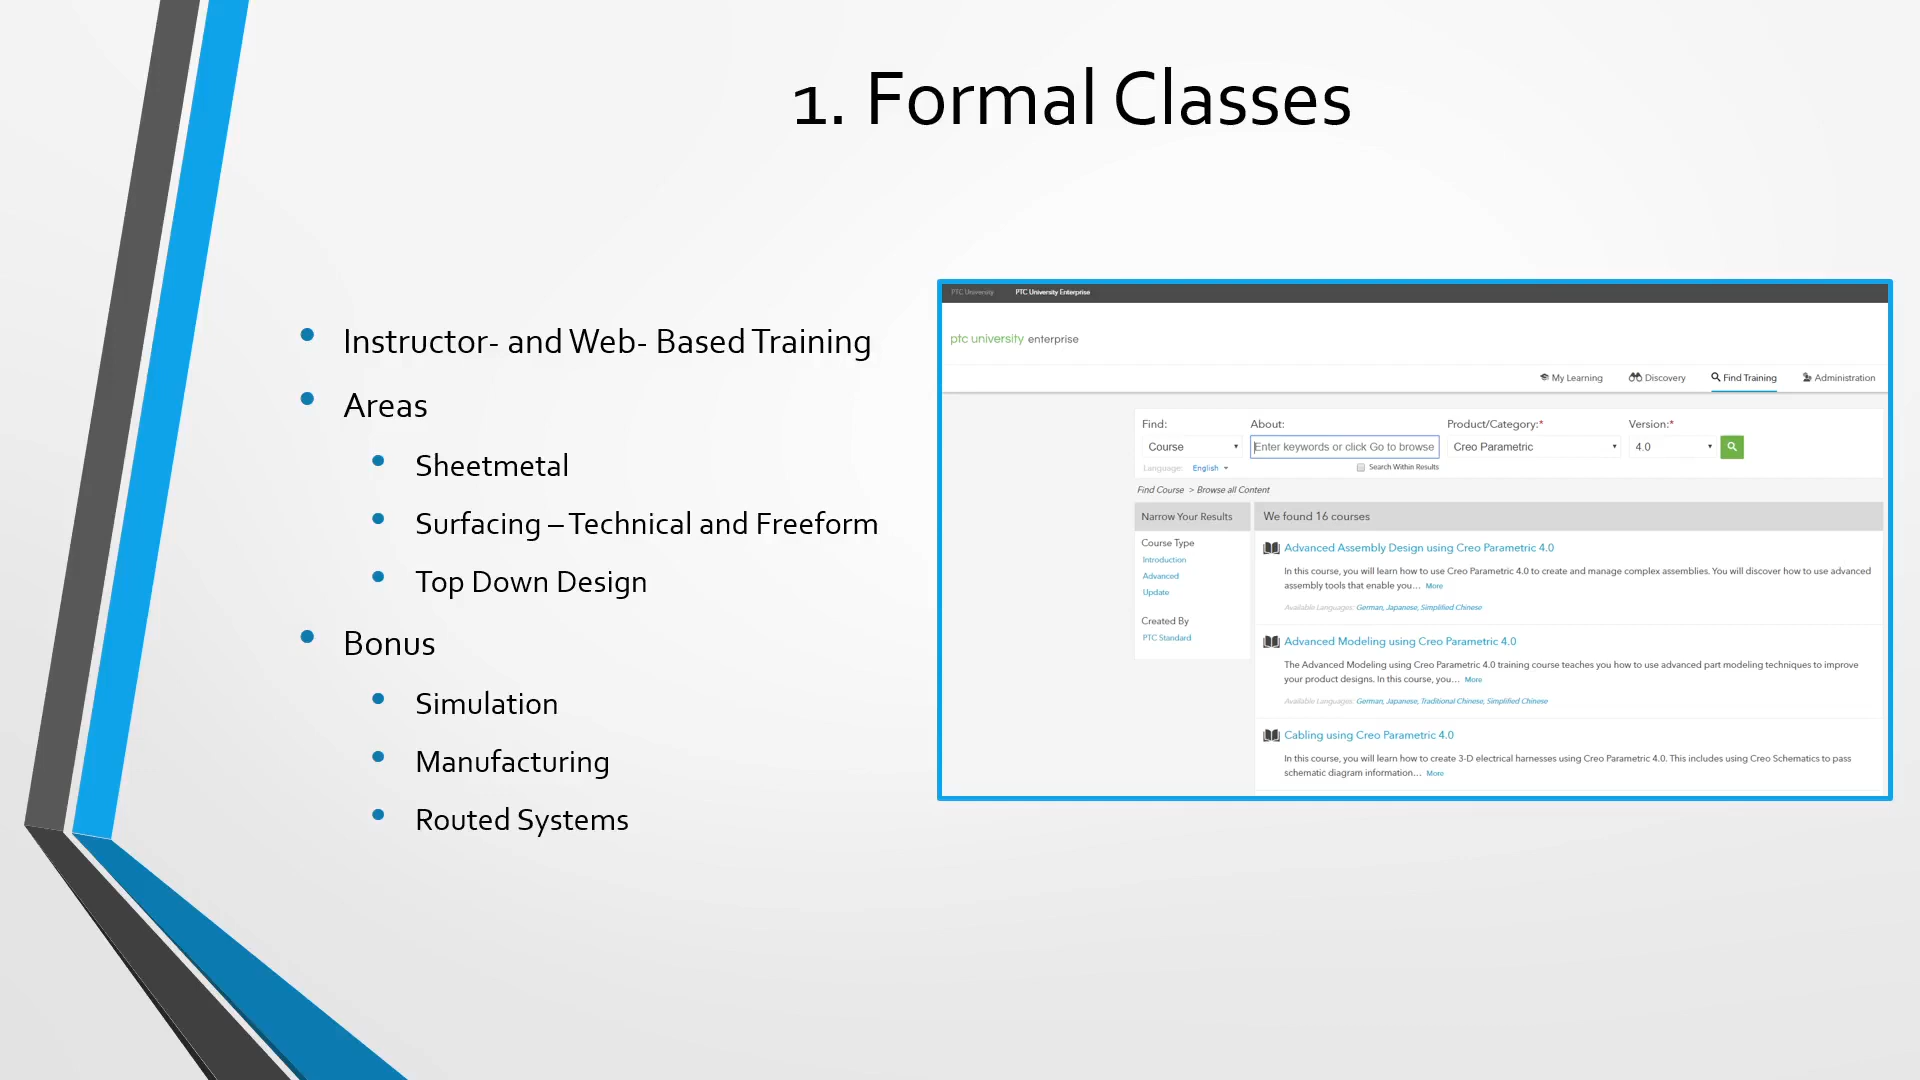 1. Formal Classes
Instructor- and Web- Based Training
Areas
Sheetmetal
Surfacing – Technical and Freeform
Top Down Design
Bonus
Simulation
Manufacturing
Routed Systems
PTC University PTC University Enterprise
ptc university enterprise
My Learning Discovery Find Training Administration
Find: About: Product/Category:* Version:*
Course Enter keywords or click Go to browse Creo Parametric 4.0
Language: English Search Within Results
Find Course > Browse all Content
Narrow Your Results
Course Type
Introduction
Advanced
Update
Created By
PTC Standard
We found 16 courses
Advanced Assembly Design using Creo Parametric 4.0
In this course, you will learn how to use Creo Parametric 4.0 to create and manage complex assemblies. You will discover how to use advanced
assembly tools that enable you... More
Available Languages: German, Japanese, Simplified Chinese
Advanced Modeling using Creo Parametric 4.0
The Advanced Modeling using Creo Parametric 4.0 training course teaches you how to use advanced part modeling techniques to improve
your product designs. In this course, you... More
Available Languages: German, Japanese, Traditional Chinese, Simplified Chinese
Cabling using Creo Parametric 4.0
In this course, you will learn how to create 3-D electrical harnesses using Creo Parametric 4.0. This includes using Creo Schematics to pass
schematic diagram information... More